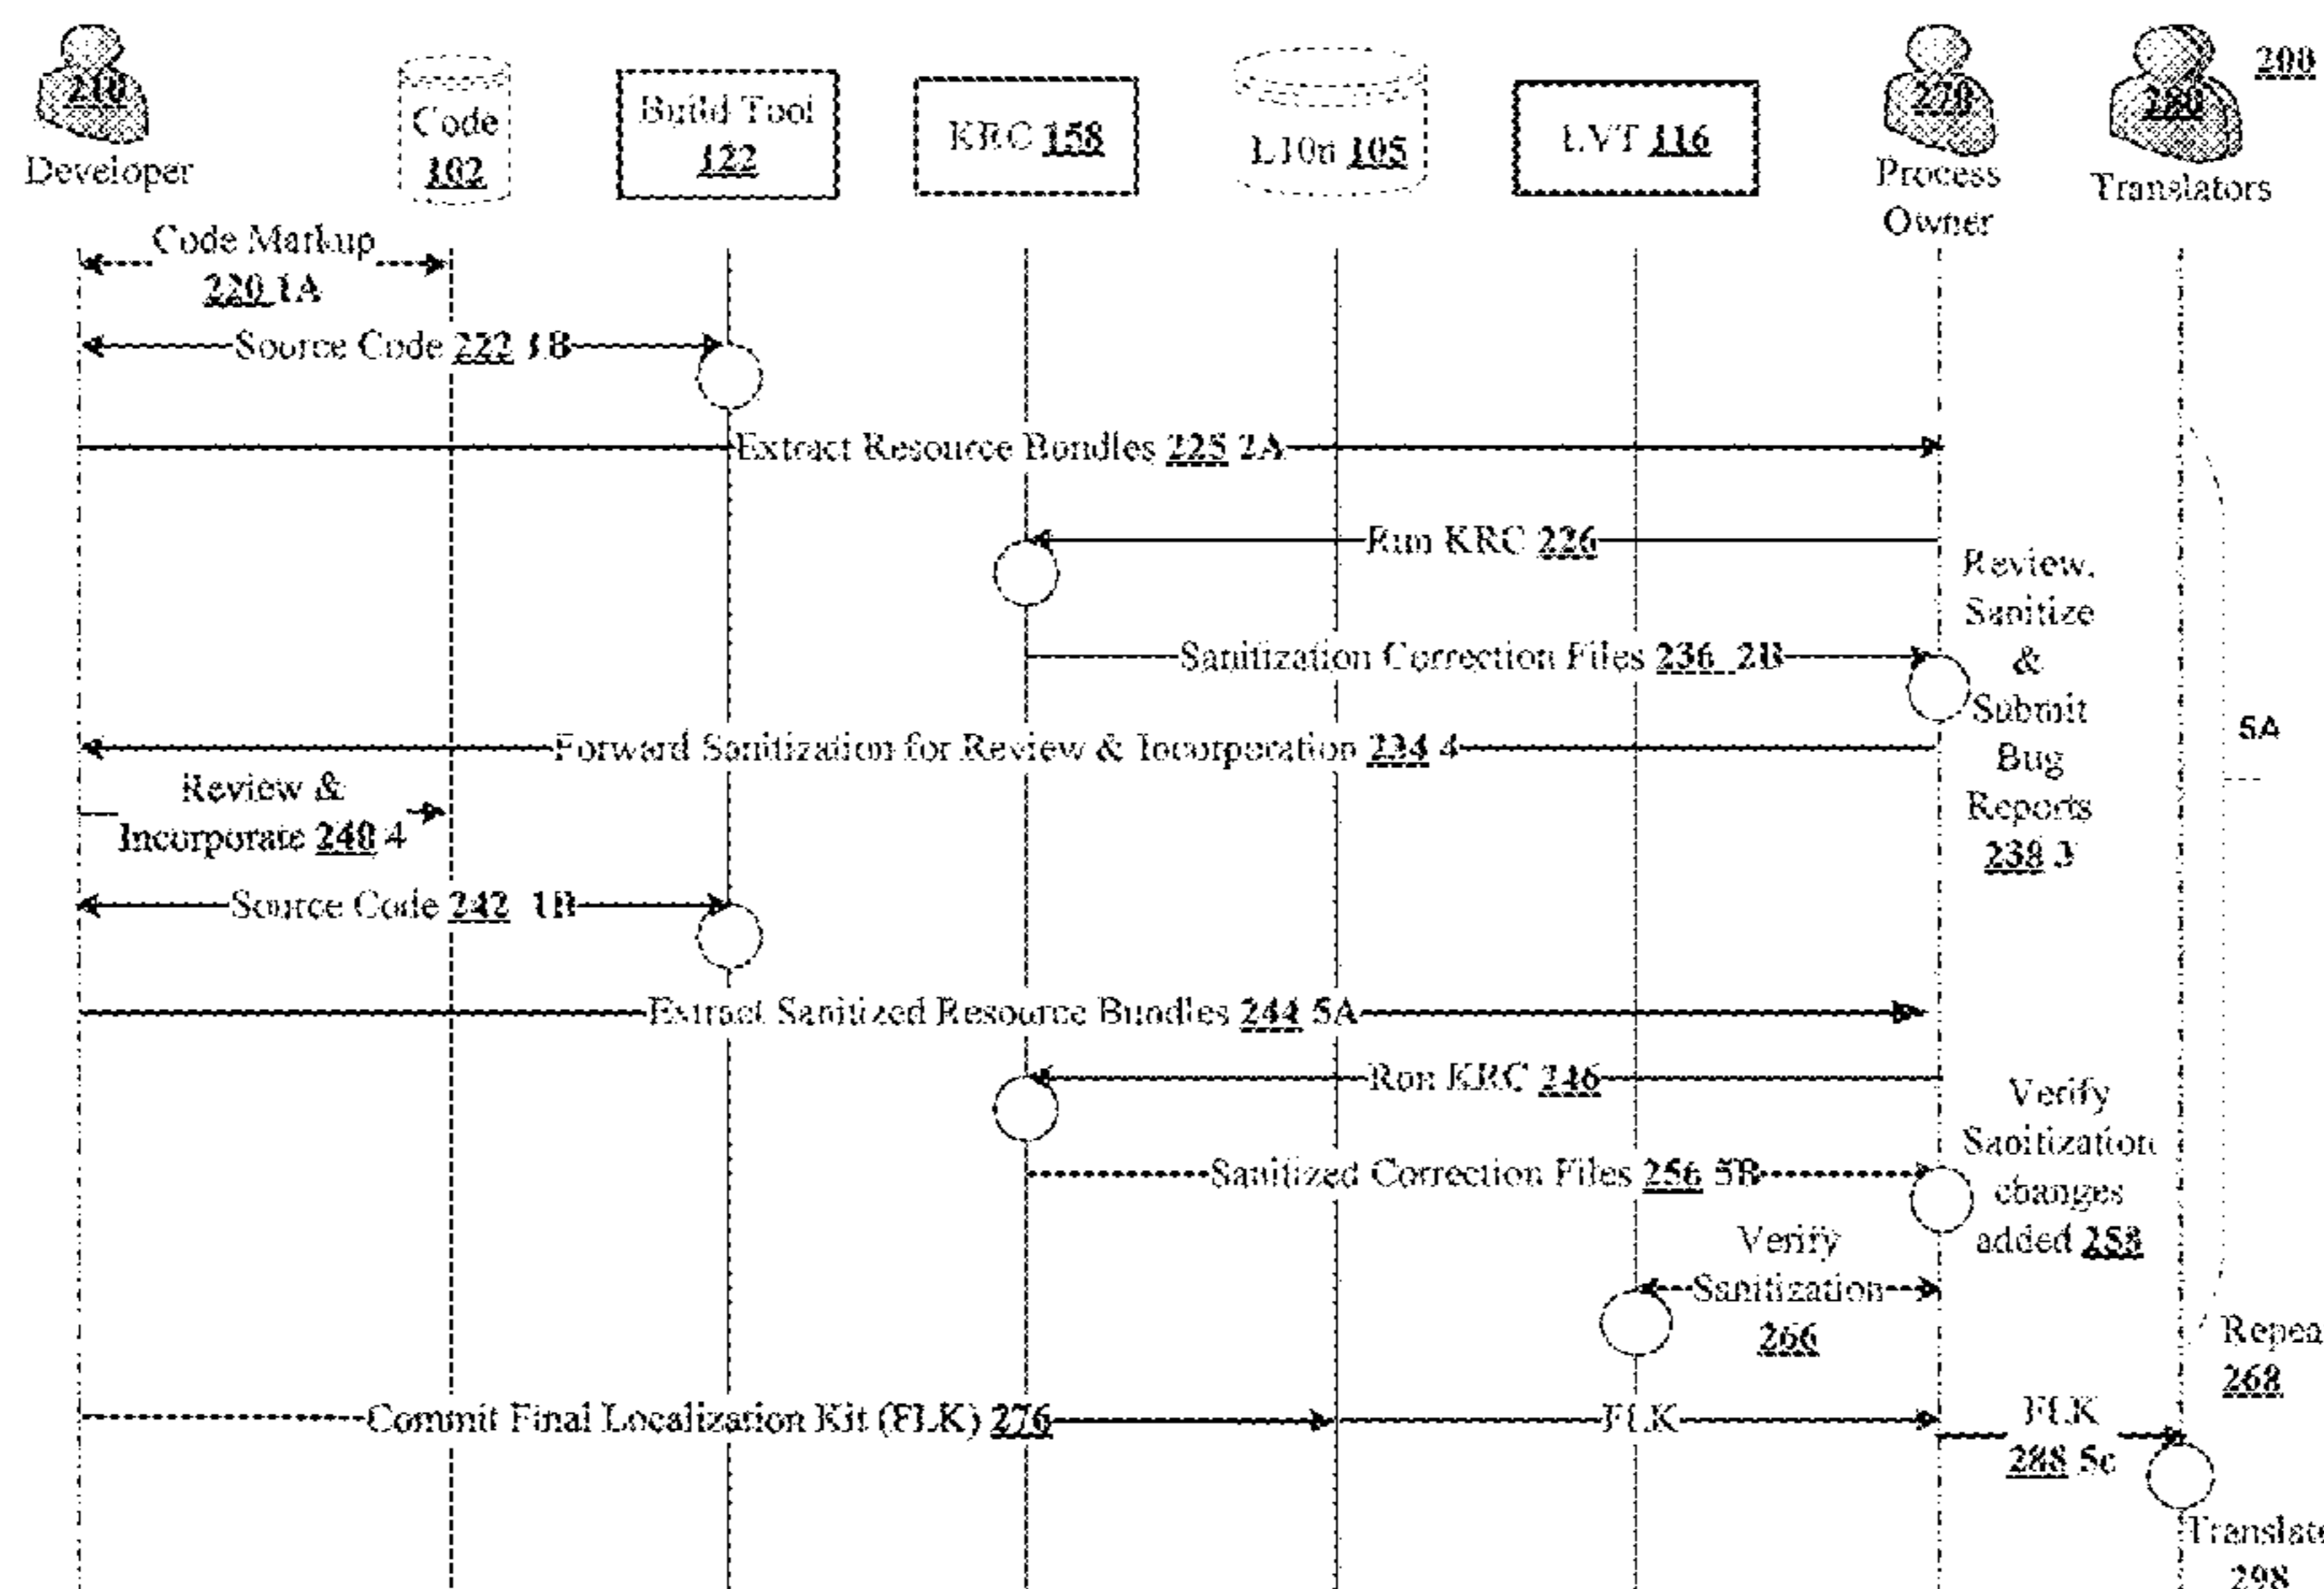 210
Developer
Code
102
Build Tool
122
KRC 158
L10n 105
LVT 116
270
Process
Owner
280
Translators
200
Code Markup
220 1A
Source Code 222 1B
Extract Resource Bundles 225 2A
Run KRC 226
Review,
Sanitize
&
Submit
Bug
Reports
238 3
Sanitization Correction Files 236 2B
Forward Sanitization for Review & Incorporation 234 4
5A
Review &
Incorporate 240 4
Source Code 242 1B
Extract Sanitized Resource Bundles 244 5A
Run KRC 246
Verify
Sanitization
changes
added 258
Sanitized Correction Files 256 5B
Verify
Sanitization
266
Repea
268
Commit Final Localization Kit (FLK) 276
FLK
FLK
288 5c
Translate
298